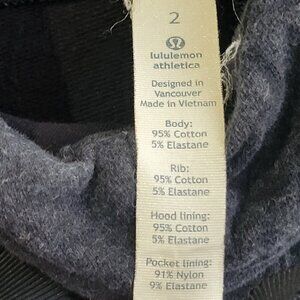 2
lululemon
athletica
Designed in
Vancouver
Made in Vietnam
Body:
95% Cotton
5% Elastane
Rib:
95% Cotton
5% Elastane
Hood lining:
95% Cotton
5% Elastane
Pocket lining:
91% Nylon
9% Elastane